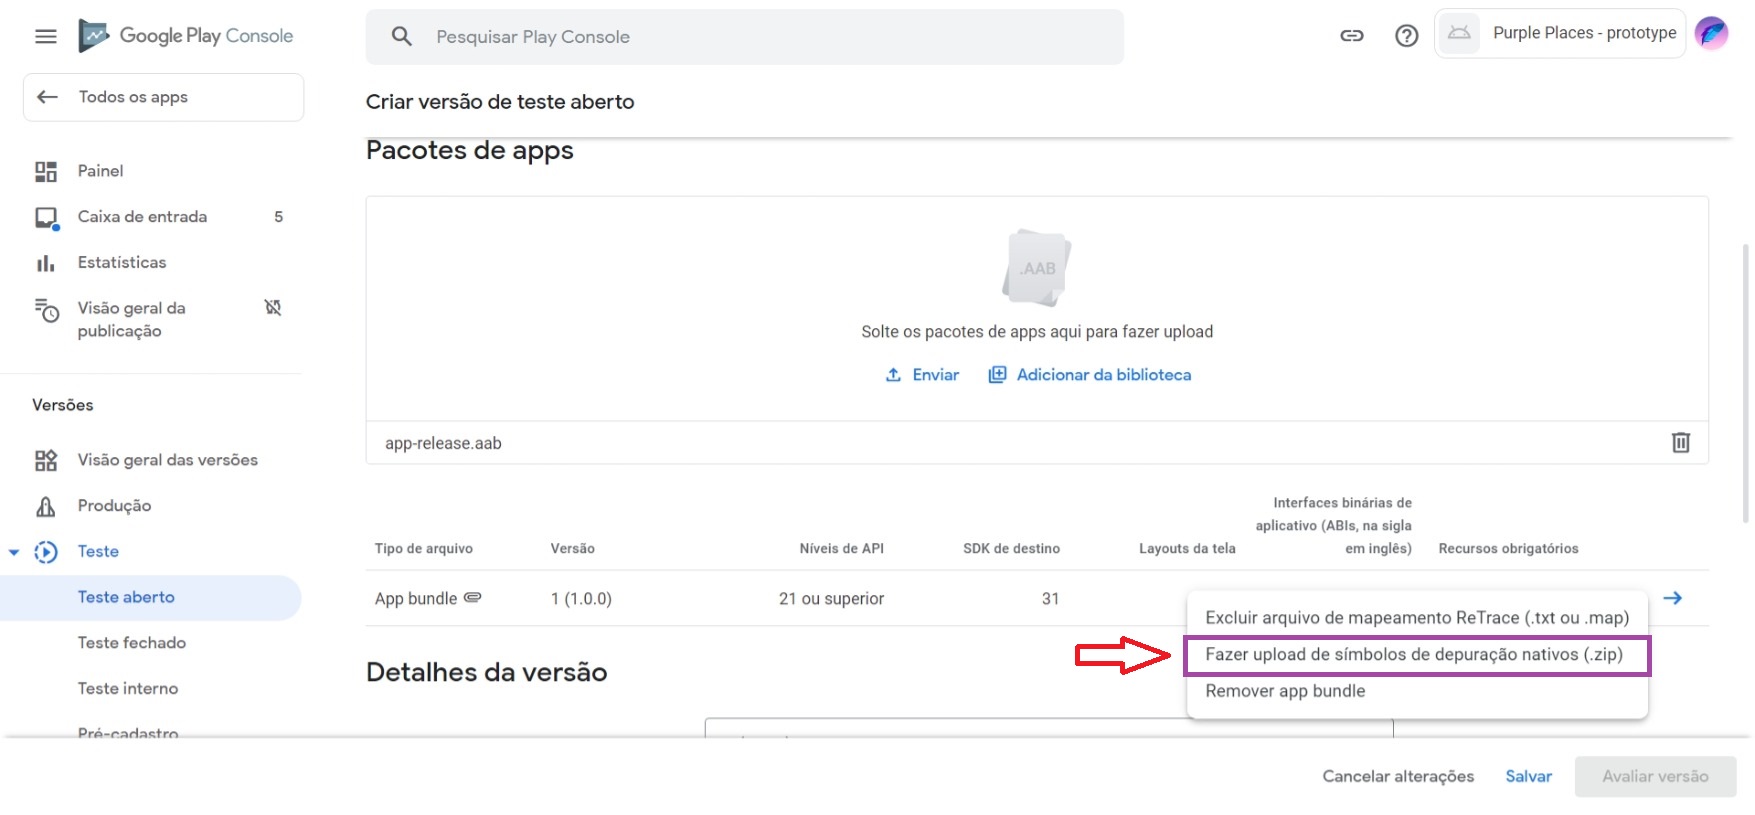 Google Play Console
Pesquisar Play Console
Purple Places - prototype
Todos os apps
Criar versão de teste aberto
Pacotes de apps
Painel
Caixa de entrada 5
Estatísticas
Visão geral da
publicação
.AAB
Solte os pacotes de apps aqui para fazer upload
Enviar
Adicionar da biblioteca
Versões
app-release.aab
Visão geral das versões
Produção
Teste
Teste aberto
Teste fechado
Teste interno
Pré-cadastro
Interfaces binárias de
aplicativo (ABIs, na sigla
em inglês)
Tipo de arquivo Versão Níveis de API SDK de destino Layouts da tela Recursos obrigatórios
App bundle 1 (1.0.0) 21 ou superior 31
Excluir arquivo de mapeamento ReTrace (.txt ou .map)
Fazer upload de símbolos de depuração nativos (.zip)
Remover app bundle
Detalhes da versão
Cancelar alterações
Salvar
Avaliar versão